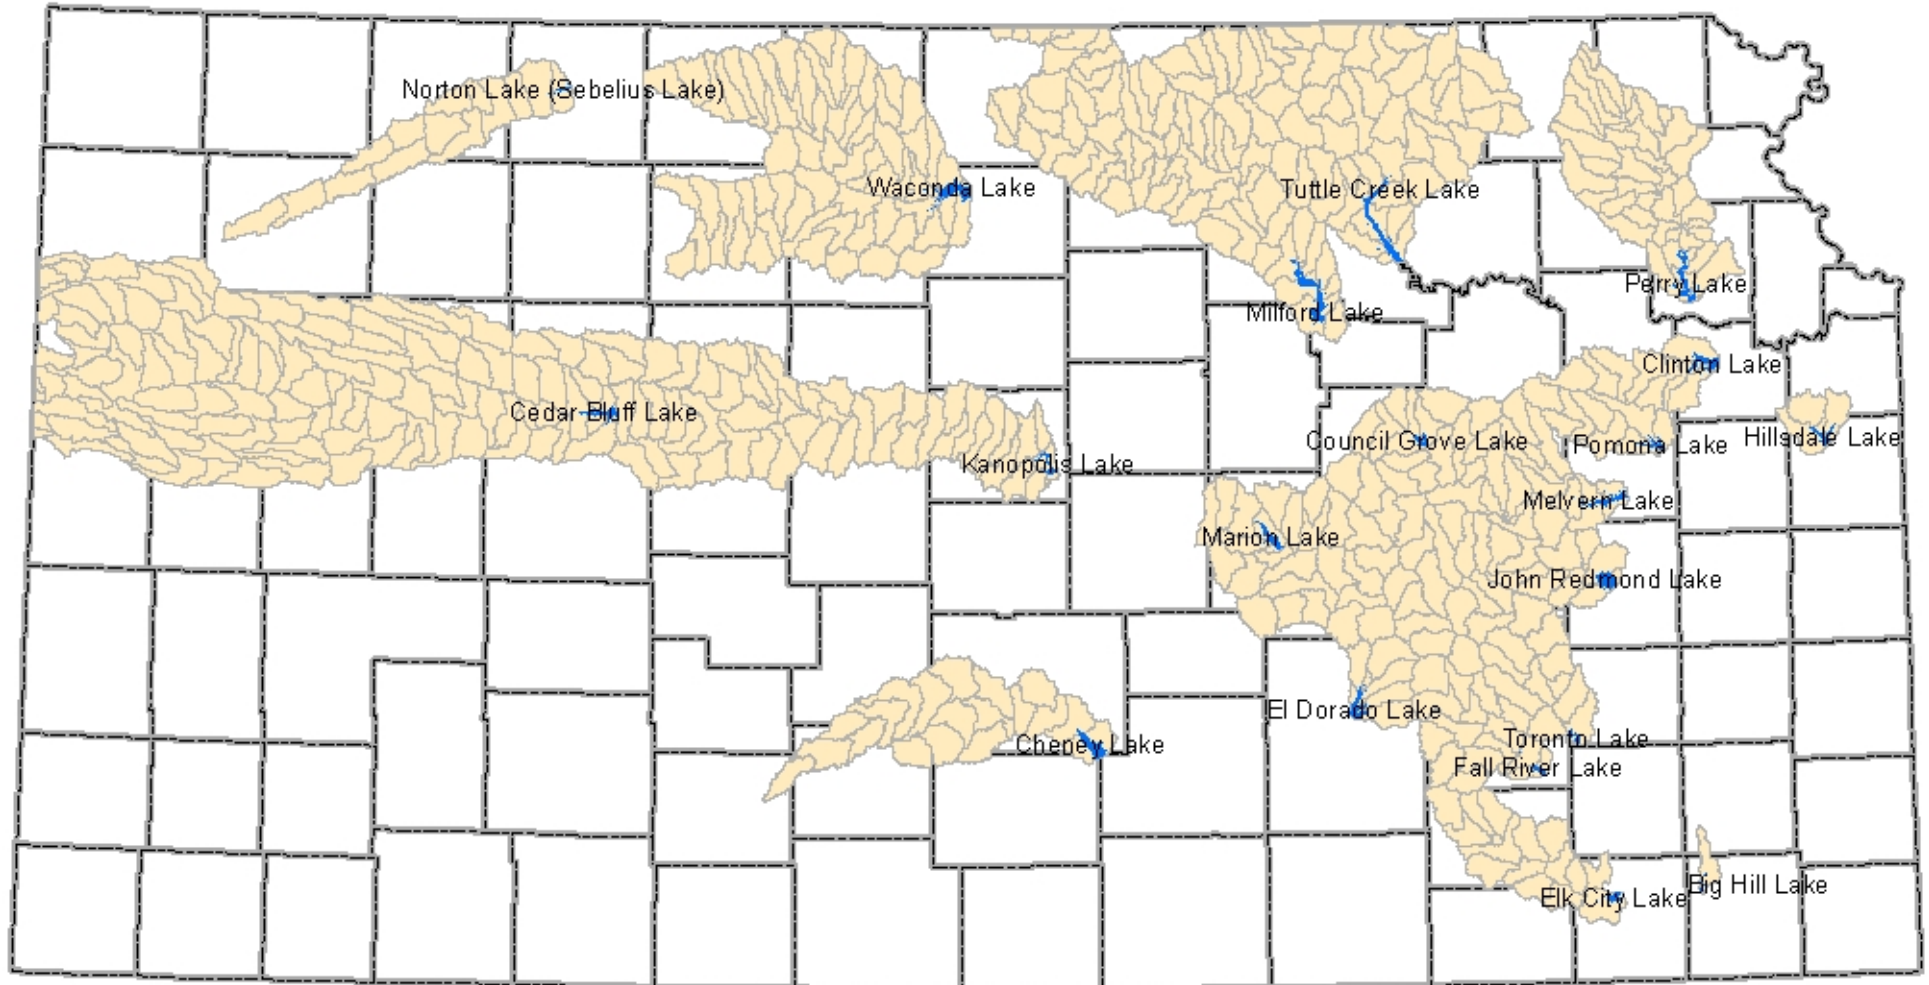 Norton Lake (Sebelius Lake)
Waconda Lake
Tuttle Creek Lake
Perry Lake
Milford Lake
Clinton Lake
Cedar Bluff Lake
Council Grove Lake
Pomona Lake
Hillsdale Lake
Kanopolis Lake
Melvern Lake
Marion Lake
John Redmond Lake
El Dorado Lake
Toronto Lake
Cheney Lake
Fall River Lake
Big Hill Lake
Elk City Lake